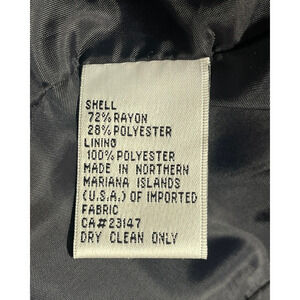 SHELL
72% RAYON
28% POLYESTER
LINING
100% POLYESTER
MADE IN NORTHERN
MARIANA ISLANDS
(U.S.A.) OF IMPORTED
FABRIC
CA#23147
DRY CLEAN ONLY